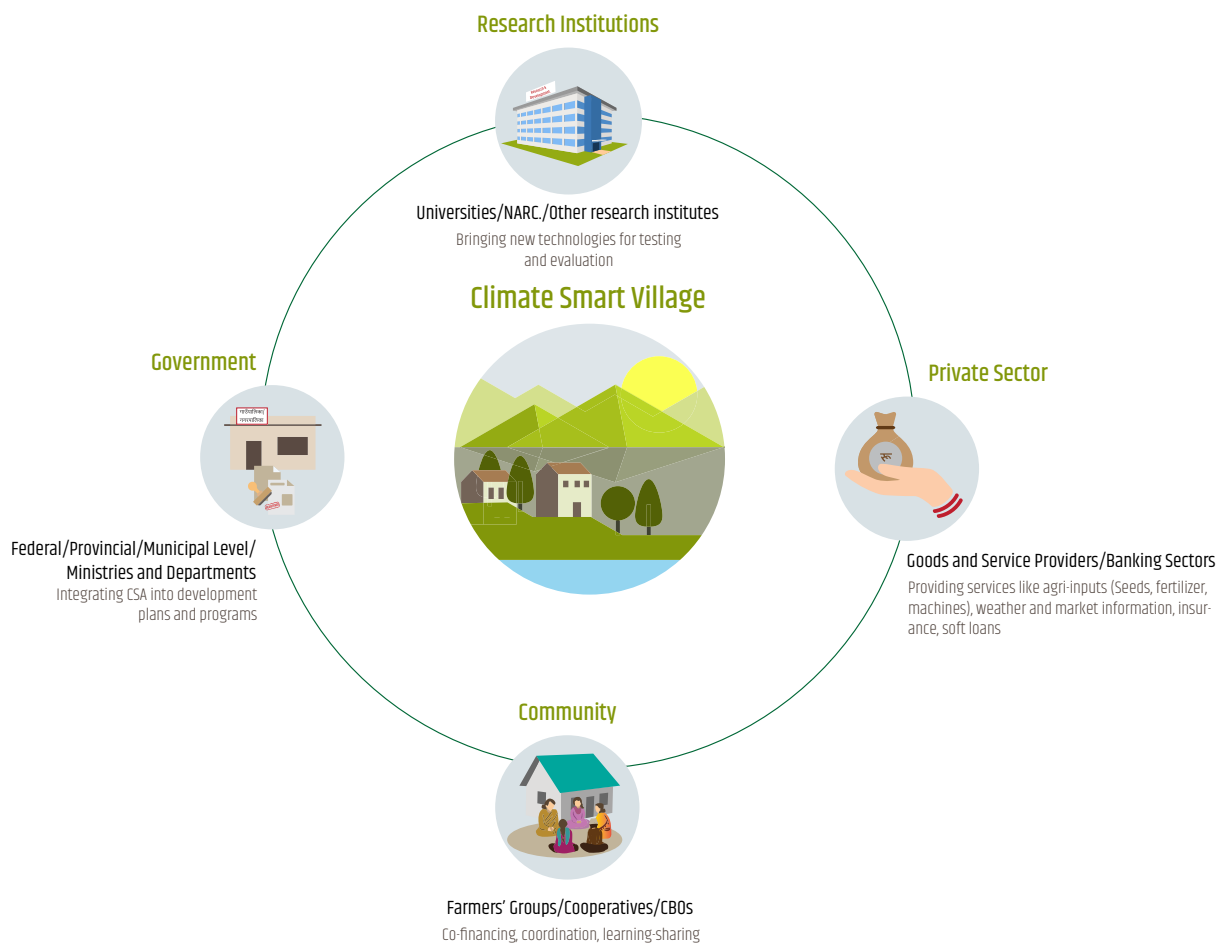 Research Institutions
Universities/NARC./Other research institutes
Bringing new technologies for testing
and evaluation
Climate Smart Village
Government
गाउँपालिका/
नगरपालिका
Federal/Provincial/Municipal Level/
Ministries and Departments
Integrating CSA into development
plans and programs
Private Sector
रू
Goods and Service Providers/Banking Sectors
Providing services like agri-inputs (Seeds, fertilizer,
machines), weather and market information, insur-
ance, soft loans
Community
Farmers’ Groups/Cooperatives/CBOs
Co-financing, coordination, learning-sharing